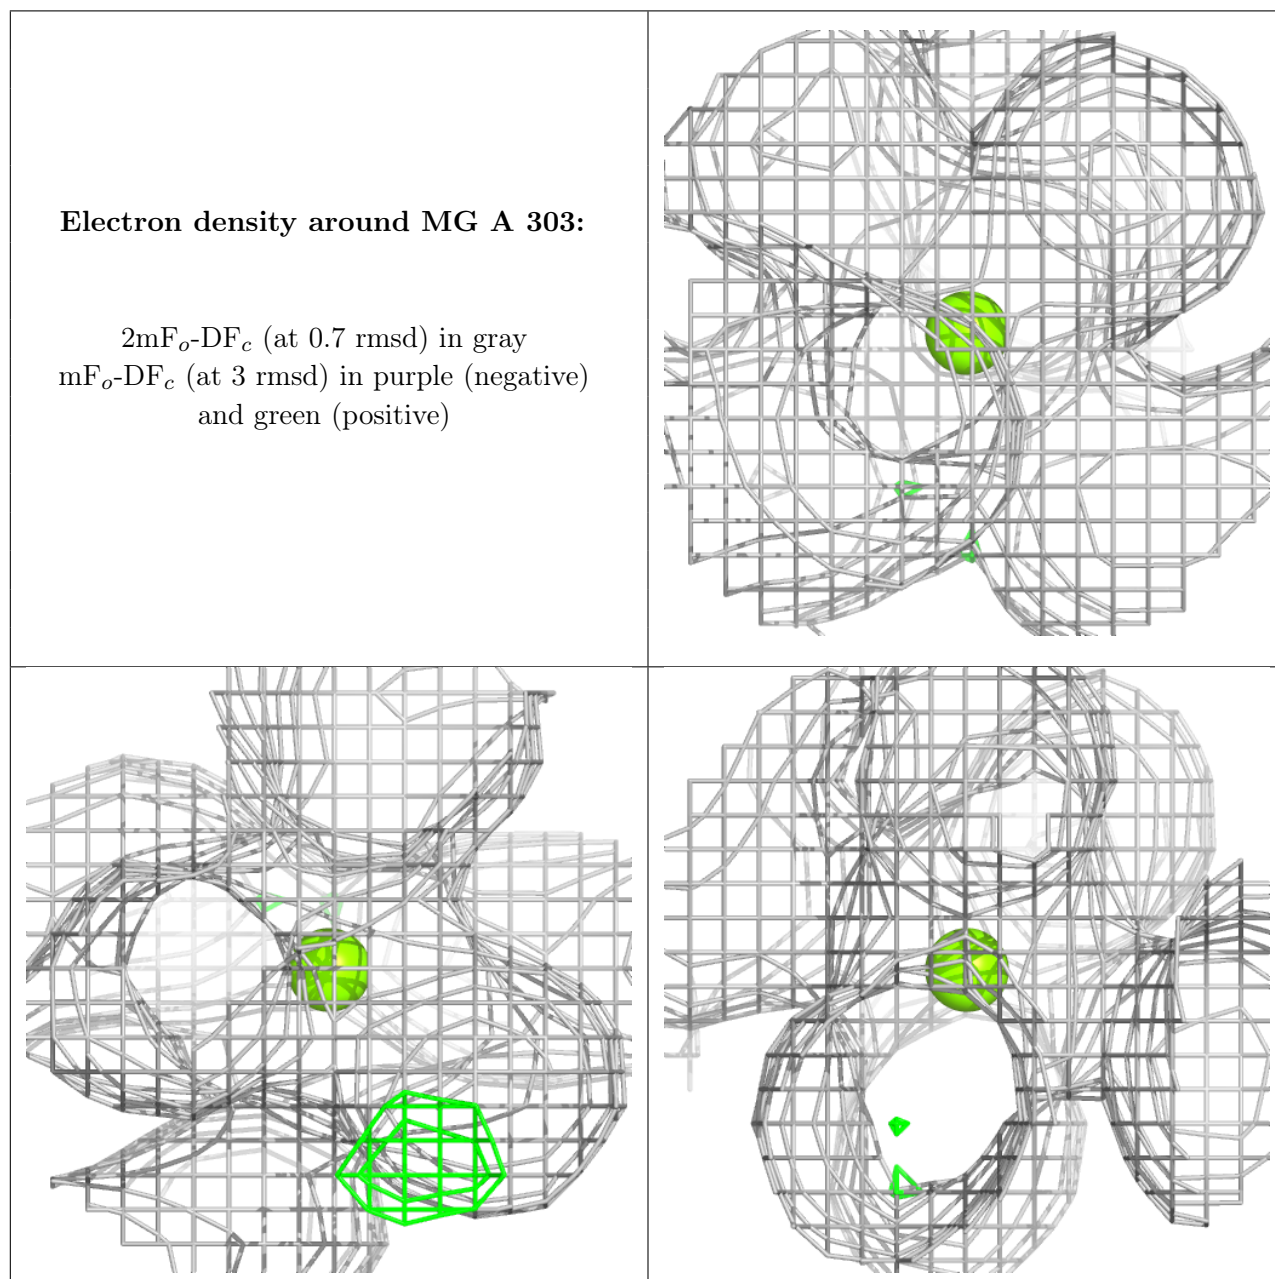 Electron density around MG A 303:
2mFo-DFc (at 0.7 rmsd) in gray
mFo-DFc (at 3 rmsd) in purple (negative)
and green (positive)